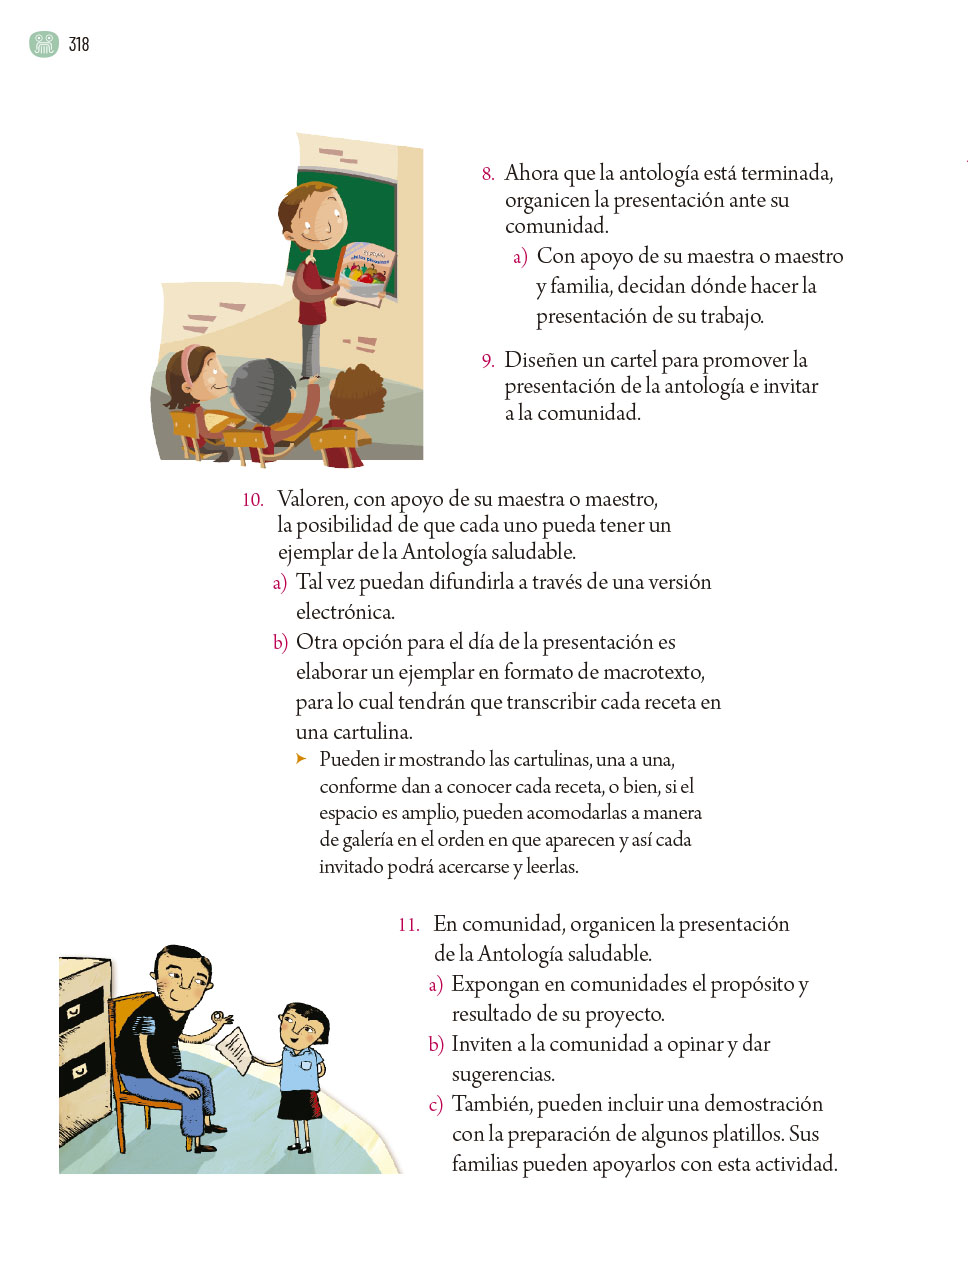 318
8. Ahora que la antología está terminada,
organicen la presentación ante su
comunidad.
a) Con apoyo de su maestra o maestro
y familia, decidan dónde hacer la
presentación de su trabajo.
9. Diseñen un cartel para promover la
presentación de la antología e invitar
a la comunidad.
10. Valoren, con apoyo de su maestra o maestro,
la posibilidad de que cada uno pueda tener un
ejemplar de la Antología saludable.
a) Tal vez puedan difundirla a través de una versión
electrónica.
b) Otra opción para el día de la presentación es
elaborar un ejemplar en formato de macrotexto,
para lo cual tendrán que transcribir cada receta en
una cartulina.
➤ Pueden ir mostrando las cartulinas, una a una,
conforme dan a conocer cada receta, o bien, si el
espacio es amplio, pueden acomodarlas a manera
de galería en el orden en que aparecen y así cada
invitado podrá acercarse y leerlas.
11. En comunidad, organicen la presentación
de la Antología saludable.
a) Expongan en comunidades el propósito y
resultado de su proyecto.
b) Inviten a la comunidad a opinar y dar
sugerencias.
c) También, pueden incluir una demostración
con la preparación de algunos platillos. Sus
familias pueden apoyarlos con esta actividad.